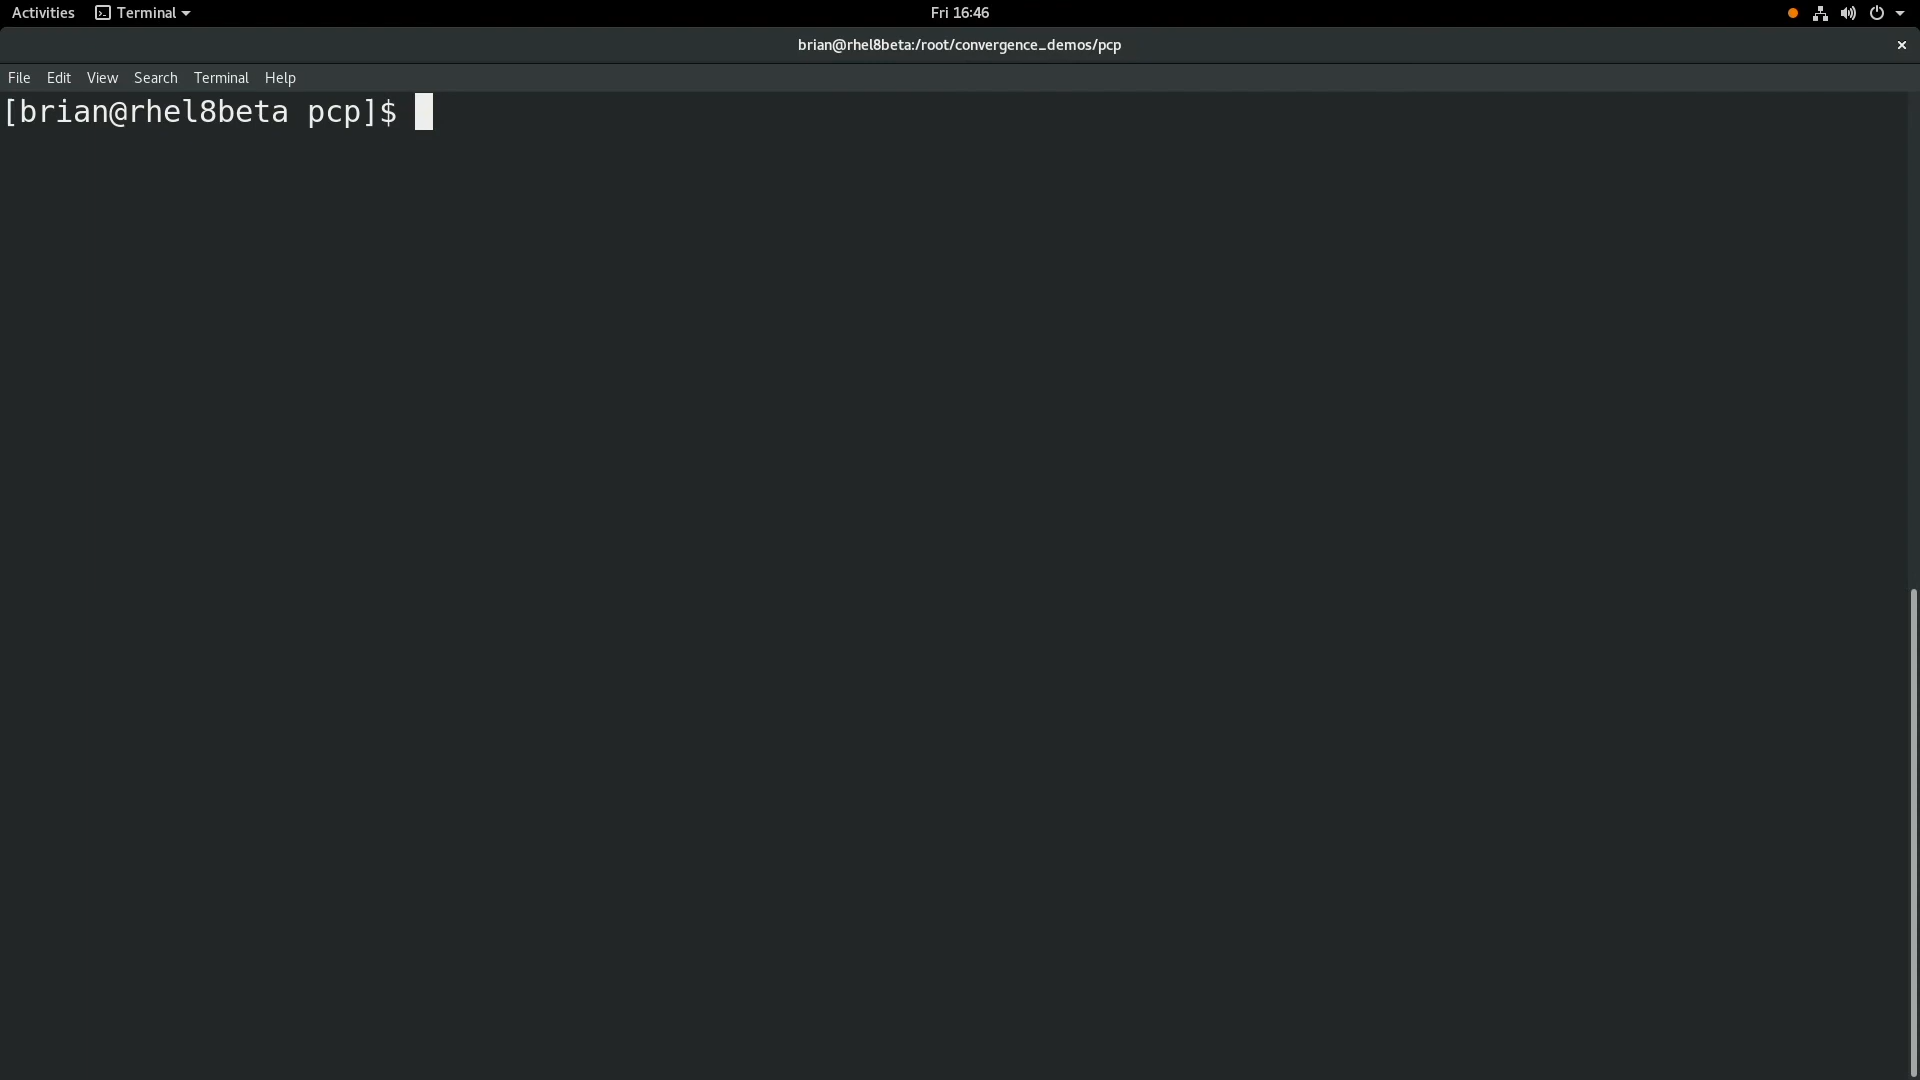 Activities Terminal Fri 16:46
brian@rhel8beta:/root/convergence_demos/pcp
File Edit View Search Terminal Help
[brian@rhel8beta pcp]$